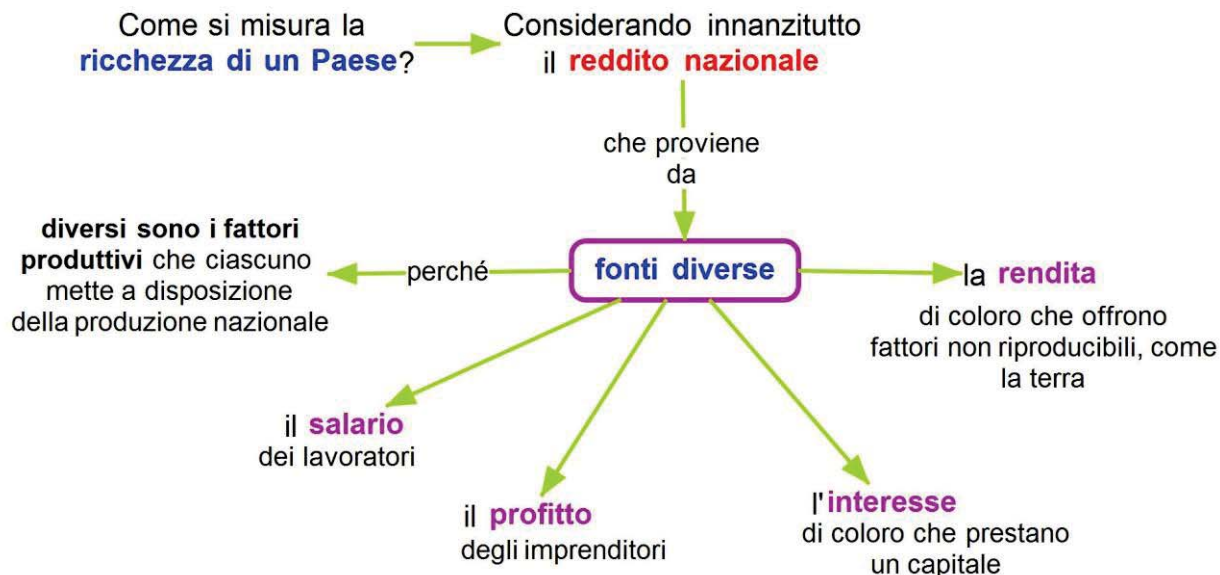 Come si misura la
ricchezza di un Paese?
Considerando innanzitutto
il reddito nazionale
che proviene
da
fonti diverse
perché
diversi sono i fattori
produttivi che ciascuno
mette a disposizione
della produzione nazionale
la rendita
di coloro che offrono
fattori non riproducibili, come
la terra
il salario
dei lavoratori
il profitto
degli imprenditori
l'interesse
di coloro che prestano
un capitale